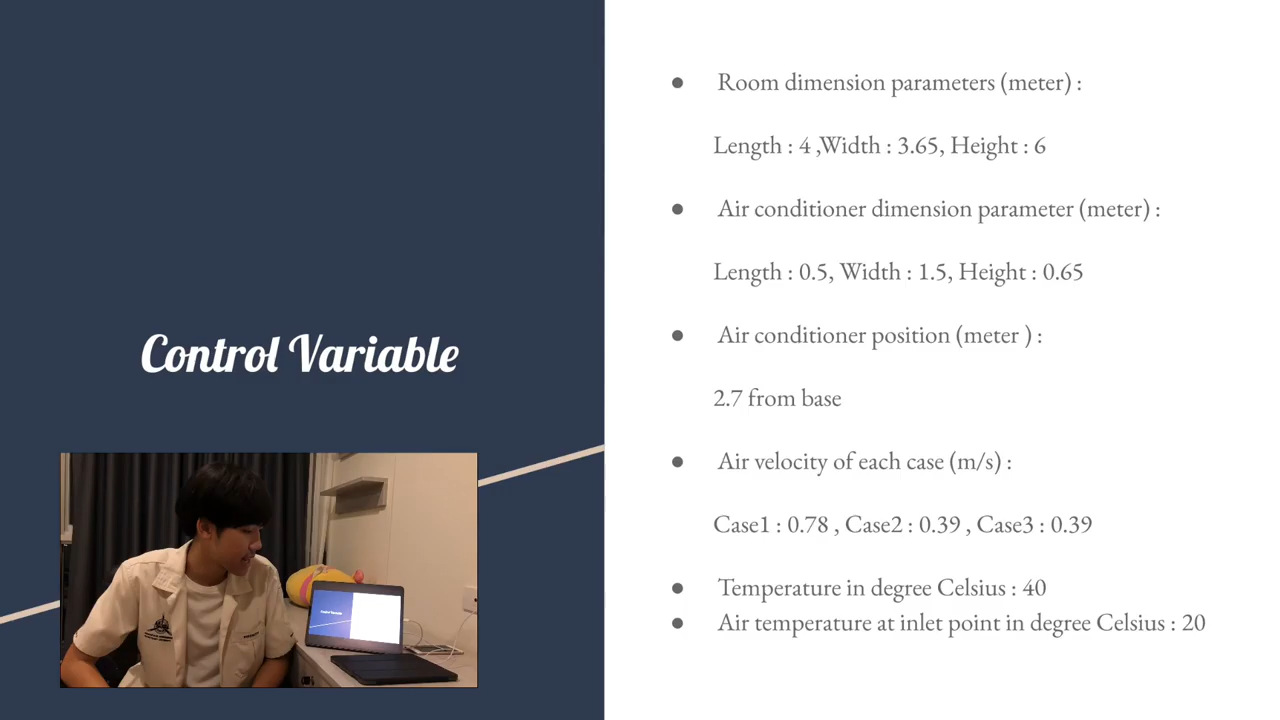 Control Variable
● Room dimension parameters (meter) :
Length : 4 ,Width : 3.65, Height : 6
● Air conditioner dimension parameter (meter) :
Length : 0.5, Width : 1.5, Height : 0.65
● Air conditioner position (meter ) :
2.7 from base
● Air velocity of each case (m/s) :
Case1 : 0.78 , Case2 : 0.39 , Case3 : 0.39
● Temperature in degree Celsius : 40
● Air temperature at inlet point in degree Celsius : 20